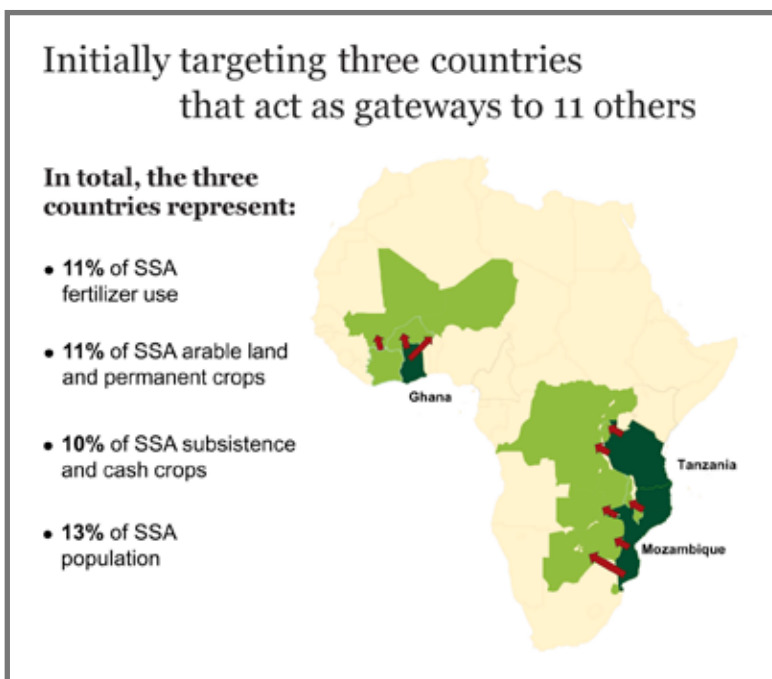 Initially targeting three countries
that act as gateways to 11 others
In total, the three
countries represent:
• 11% of SSA
fertilizer use
• 11% of SSA arable land
and permanent crops
• 10% of SSA subsistence
and cash crops
• 13% of SSA
population
Ghana
Tanzania
Mozambique